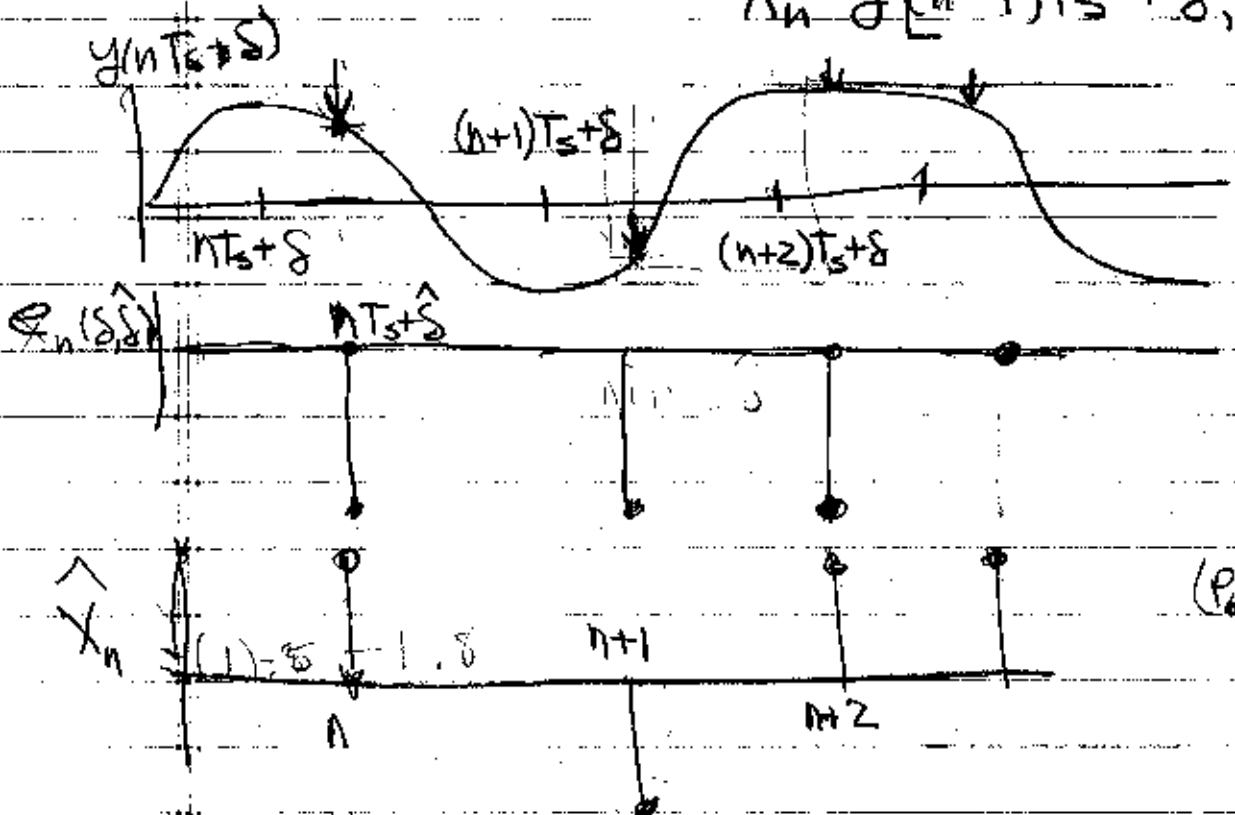 y(nTs+δ)
(n+1)Ts+δ
nTs+δ
(n+2)Ts+δ
en(δ,δ̂)
nTs+δ̂
X̂n
n+1
n
n+2